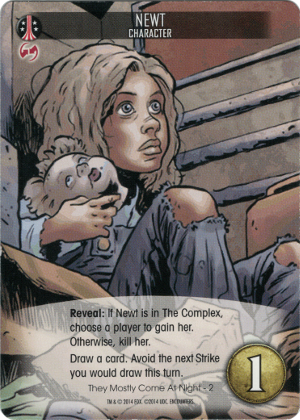 NEWT
CHARACTER
Reveal: If Newt is in The Complex,
choose a player to gain her.
Otherwise, kill her.
Draw a card. Avoid the next Strike
you would draw this turn.
They Mostly Come At Night - 2
1
TM & © 2014 FOX. ©2014 UDE. ENCOUNTERS.